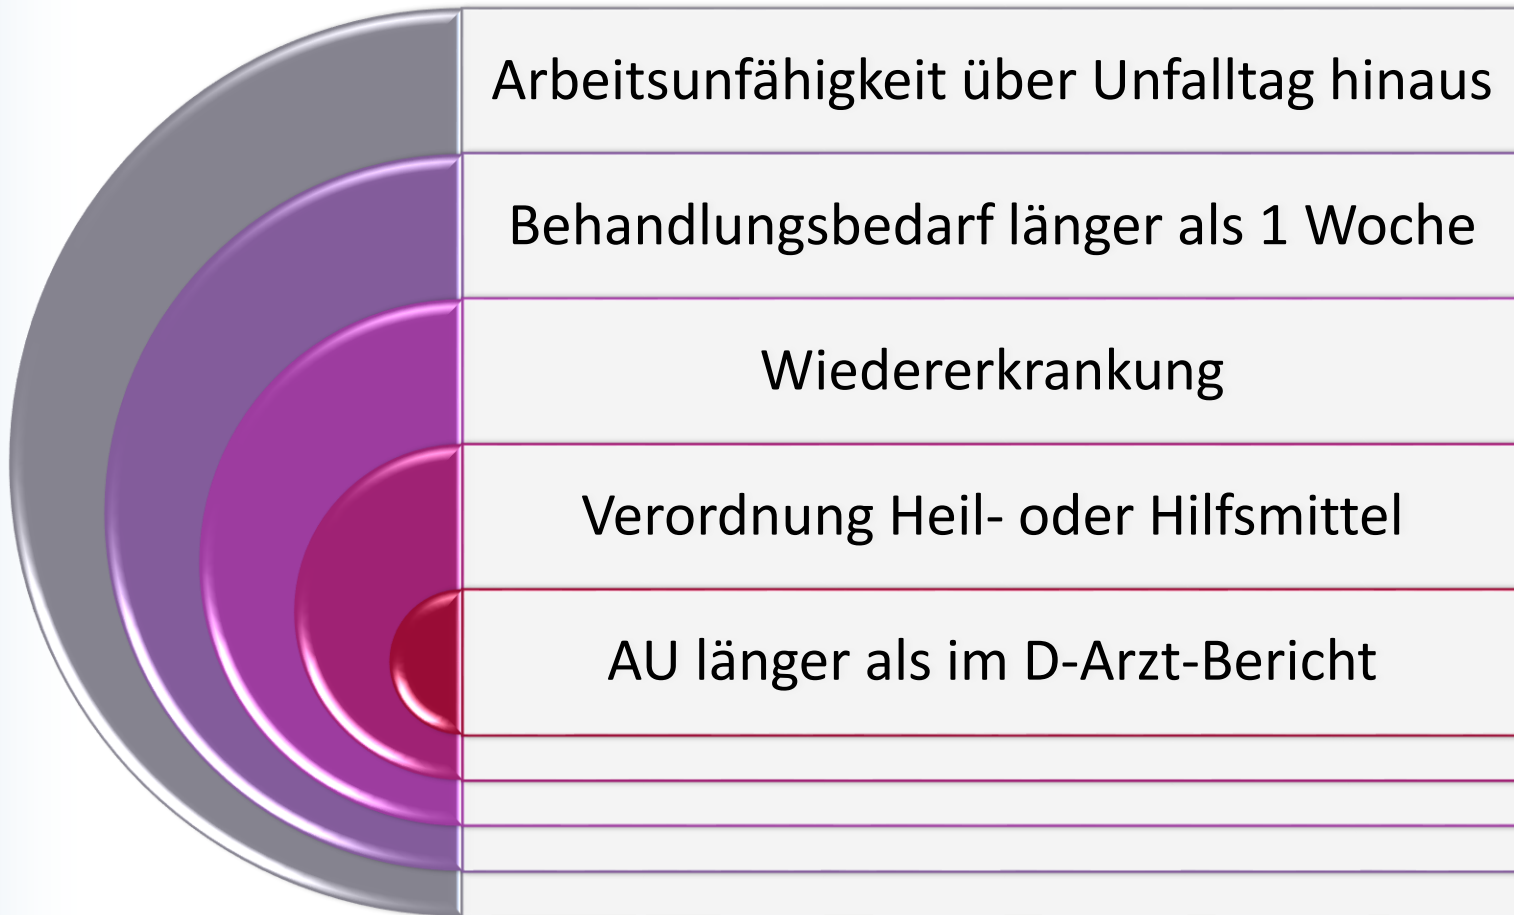 Arbeitsunfähigkeit über Unfalltag hinaus
Behandlungsbedarf länger als 1 Woche
Wiedererkrankung
Verordnung Heil- oder Hilfsmittel
AU länger als im D-Arzt-Bericht